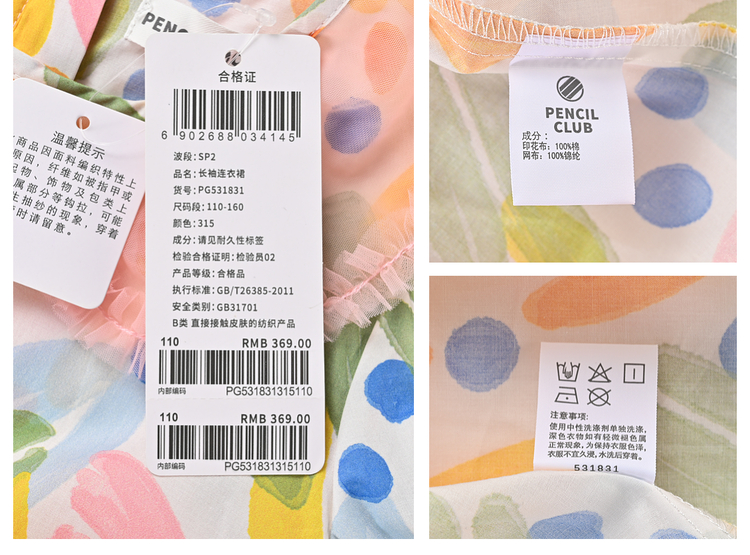 PENC
合格证
6 902688 034145
波段:SP2
品名:长袖连衣裙
货号:PG531831
尺码段:110-160
颜色:315
成分:请见耐久性标签
检验合格证明:检验员02
产品等级:合格品
执行标准:GB/T26385-2011
安全类别:GB31701
B类 直接接触皮肤的纺织产品
110 RMB 369.00
内部编码 PG531831315110
110 RMB 369.00
内部编码 PG531831315110
温馨提示
商品因面料编织特性上
原因,纤维如被指甲或
织物、饰物及包类上
属部分等钩拉,可能
生抽纱的现象,穿着
时请留意。
PENCIL
CLUB
成分:
印花布:100%棉
网布:100%锦纶
注意事项:
使用中性洗涤剂单独洗涤,
深色衣物如有轻微褪色属
正常现象,为保持衣服色泽,
衣服不宜久浸,水洗后穿着。
531831